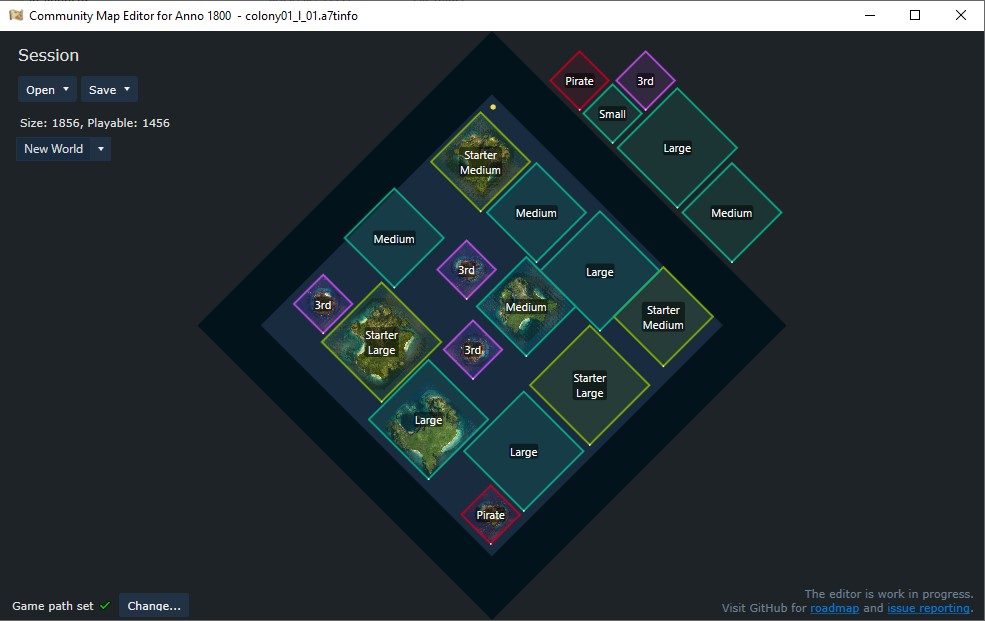 Community Map Editor for Anno 1800 - colony01_l_01.a7tinfo
Session
Open
Save
Size: 1856, Playable: 1456
New World
Pirate
3rd
Small
Large
Medium
Starter
Medium
Medium
Medium
3rd
Large
3rd
Medium
Starter
Medium
Starter
Large
3rd
Starter
Large
Large
Large
Pirate
Game path set
Change...
The editor is work in progress.
Visit GitHub for roadmap and issue reporting.